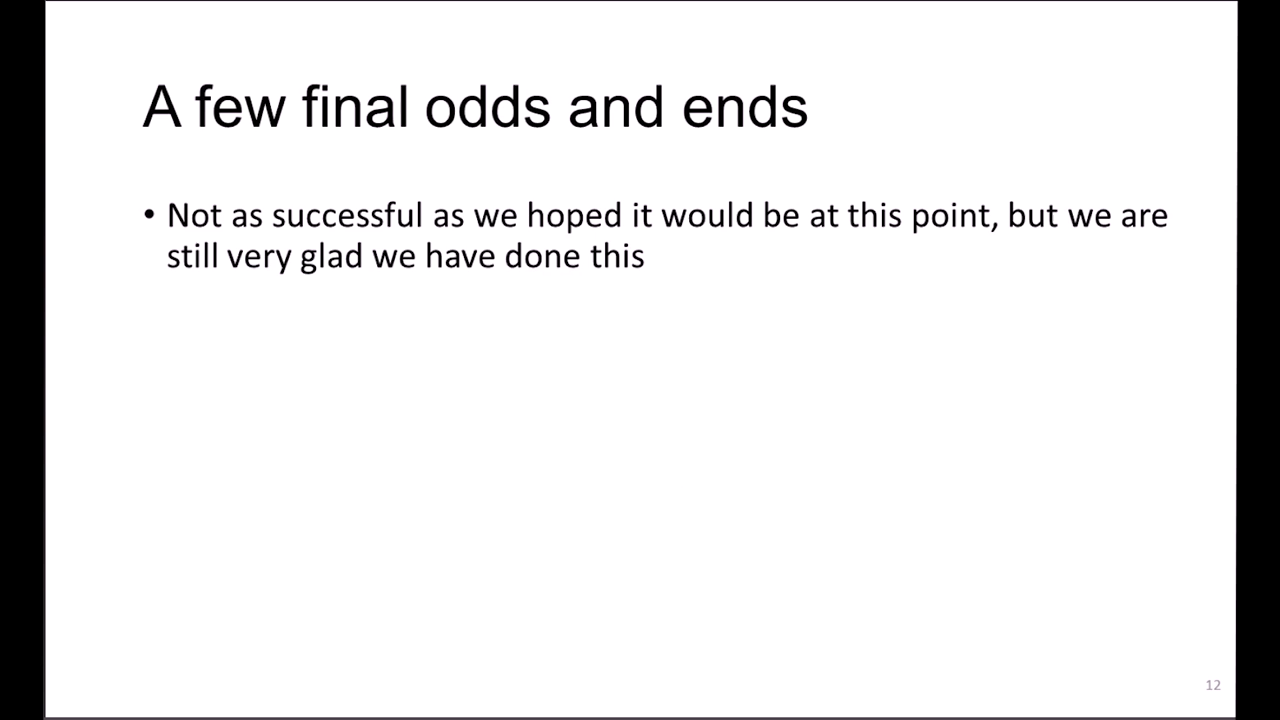 A few final odds and ends
• Not as successful as we hoped it would be at this point, but we are
still very glad we have done this
12